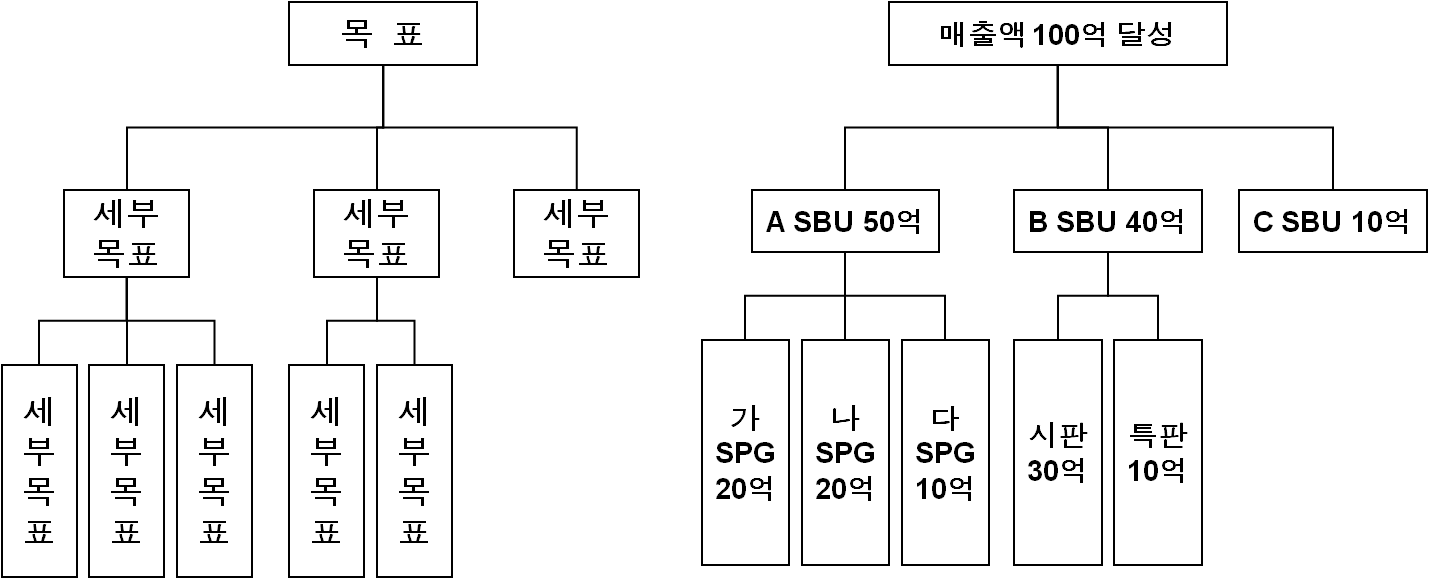 목 표
세부
목표
세부
목표
세부
목표
세
부
목
표
세
부
목
표
세
부
목
표
세
부
목
표
세
부
목
표
매출액 100억 달성
A SBU 50억
B SBU 40억
C SBU 10억
가
SPG
20억
나
SPG
20억
다
SPG
10억
시판
30억
특판
10억